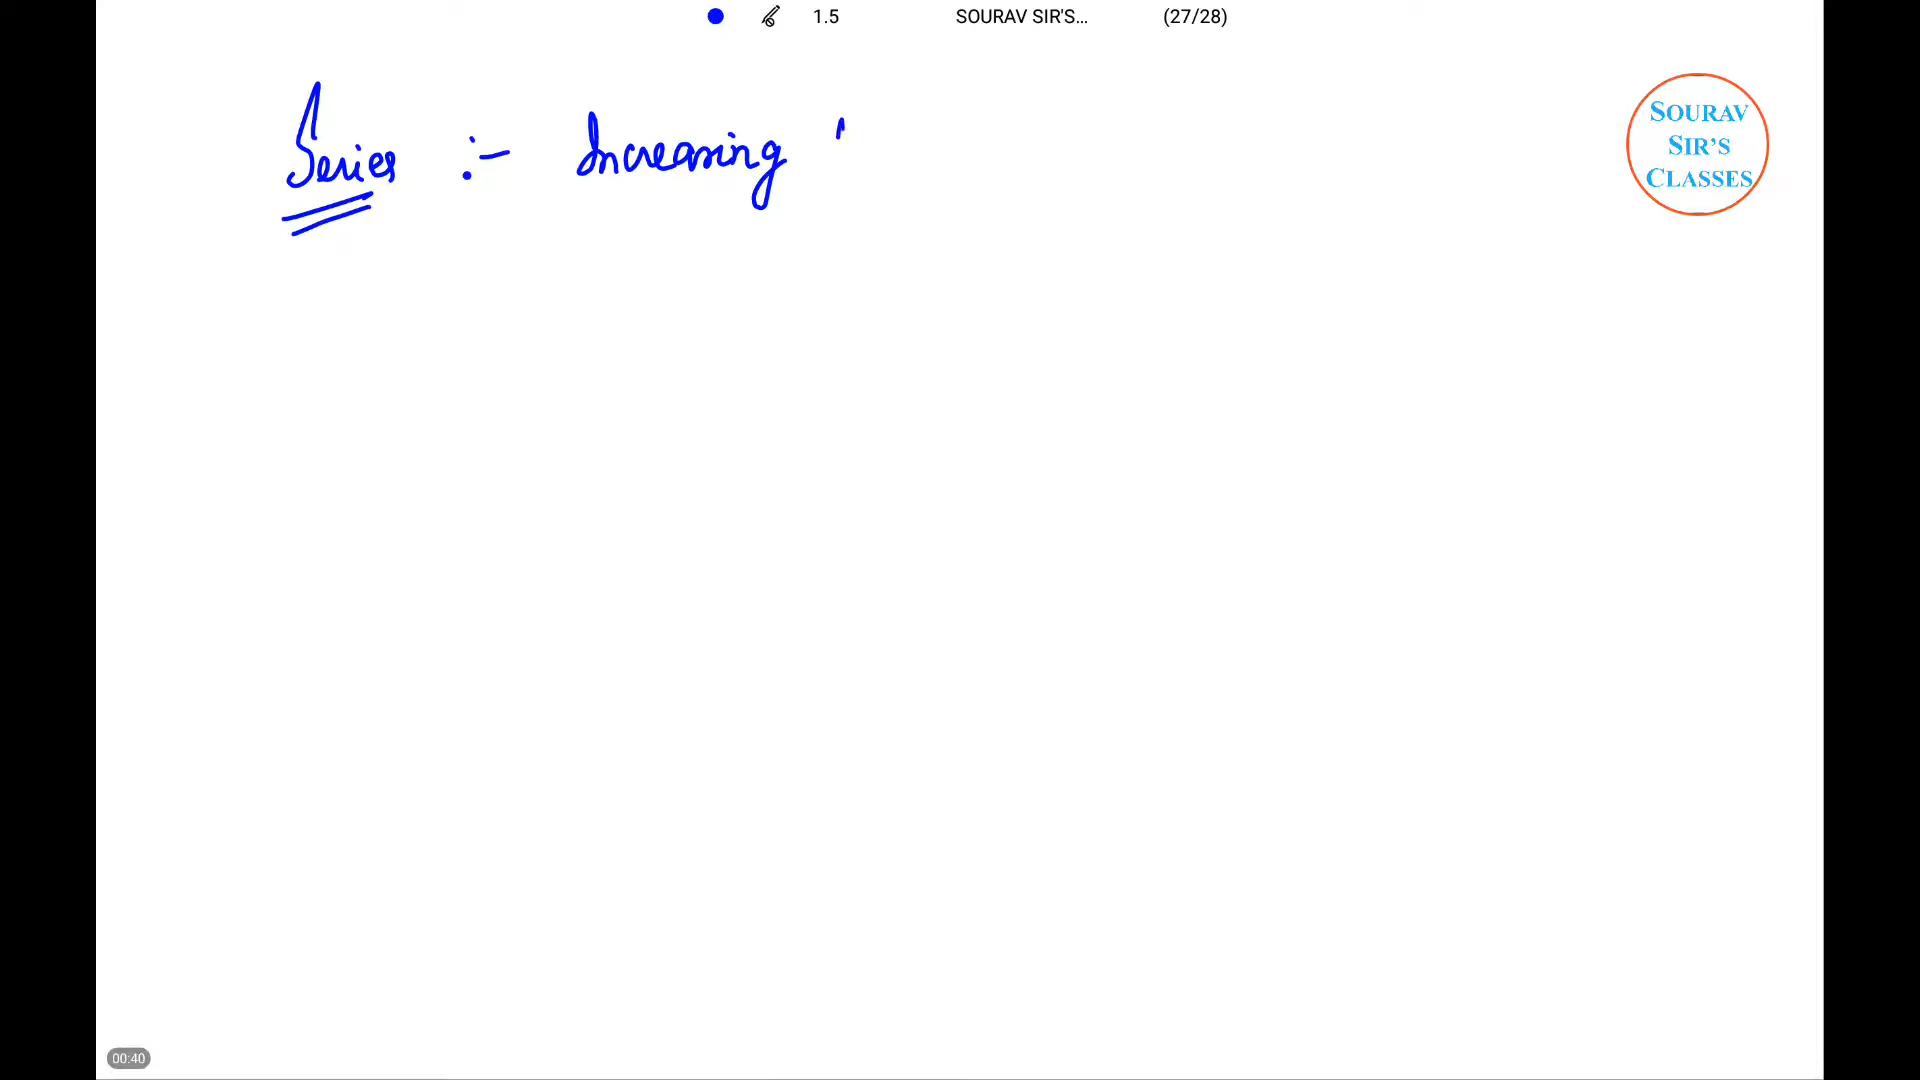 1.5 SOURAV SIR'S... (27/28)
Series :- Increasing
SOURAV
SIR'S
CLASSES
00:40